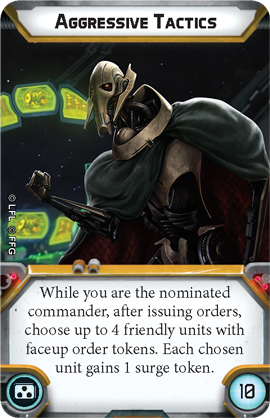 Aggressive Tactics
© LFL © FFG
While you are the nominated
commander, after issuing orders,
choose up to 4 friendly units with
faceup order tokens. Each chosen
unit gains 1 surge token.
10